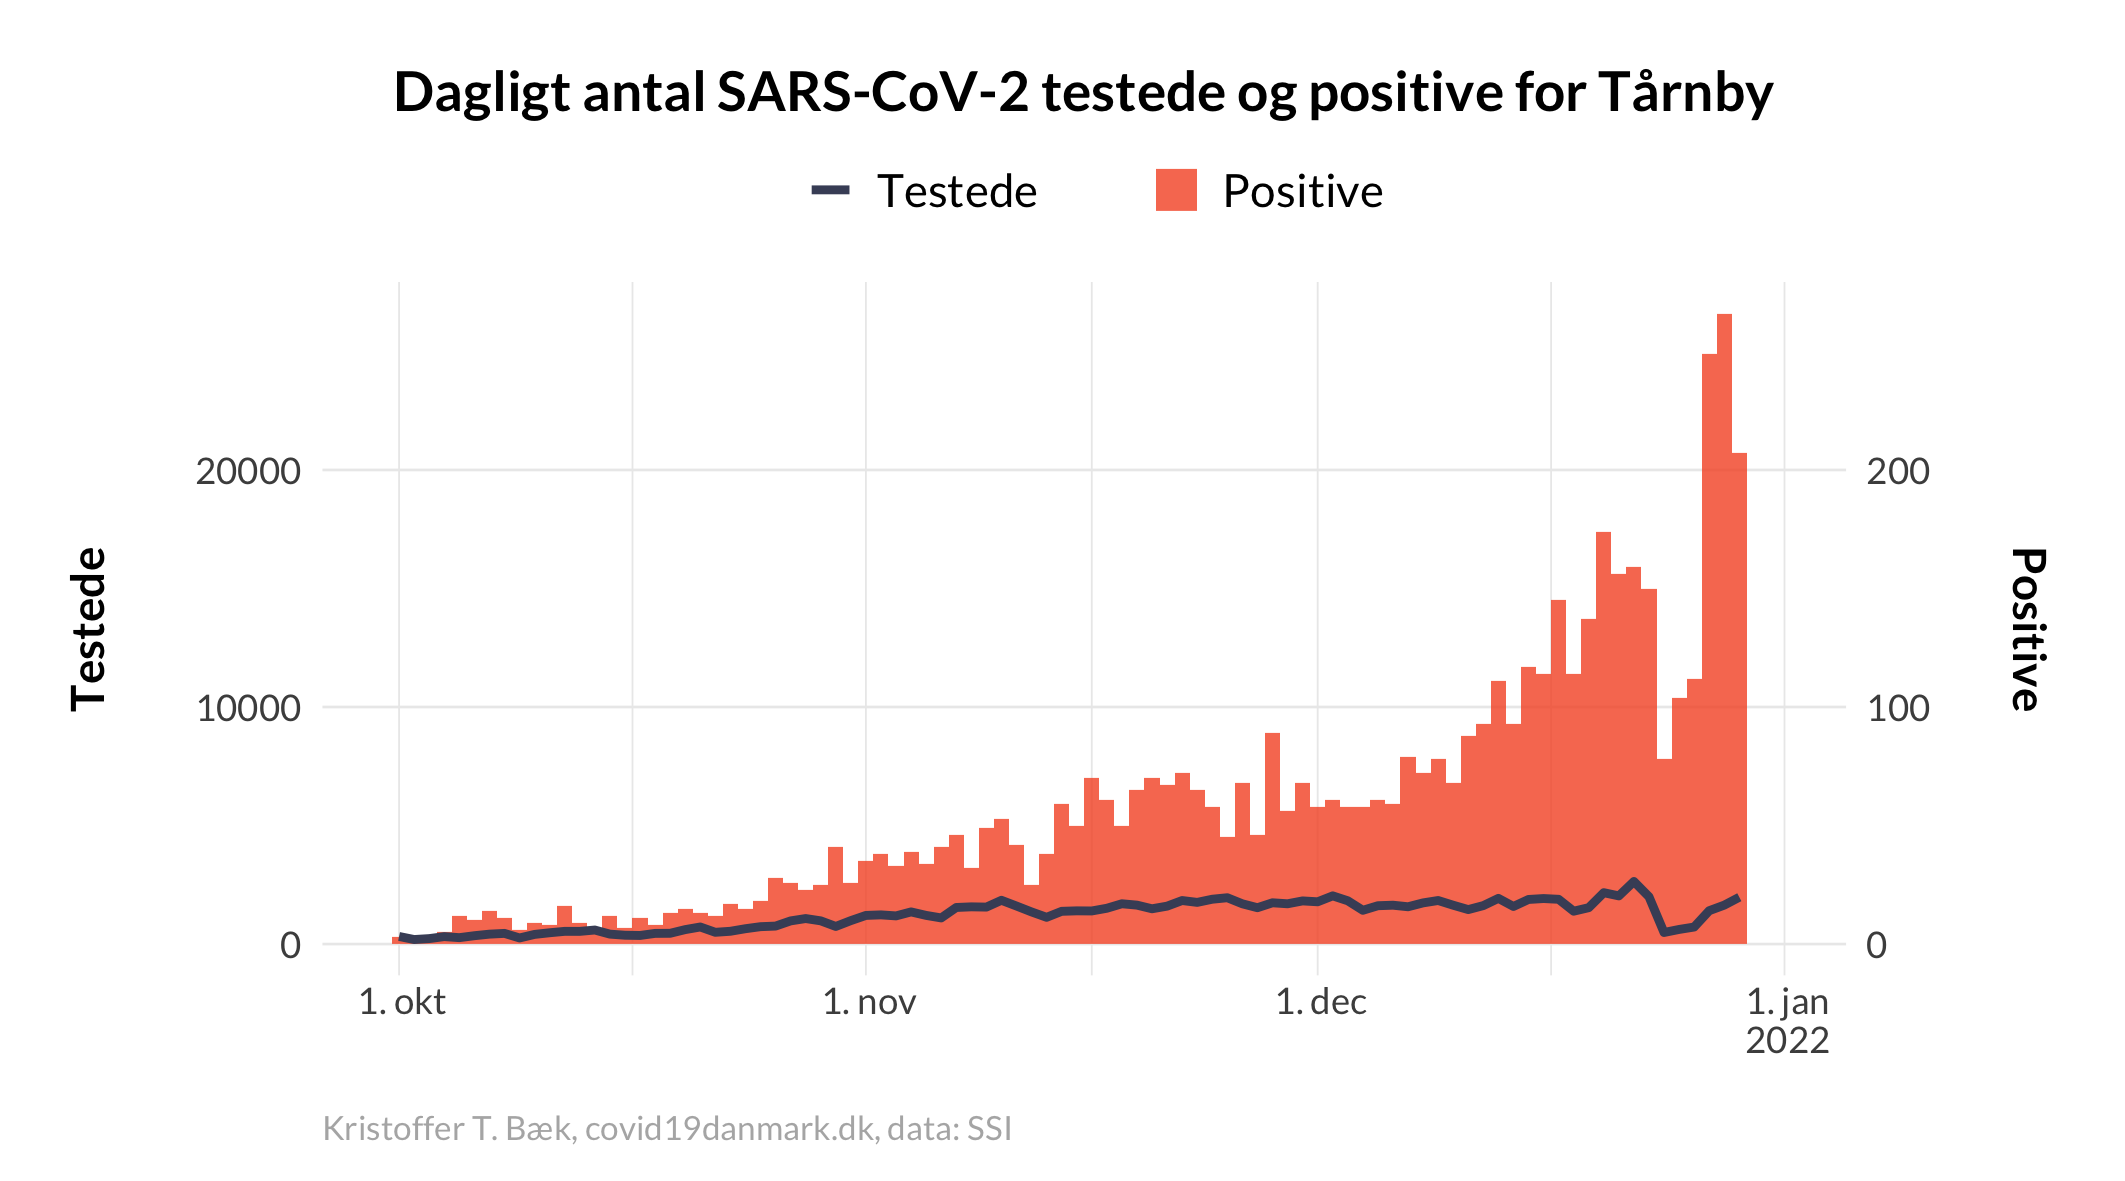 Dagligt antal SARS-CoV-2 testede og positive for Tårnby
Testede
Positive
Testede
20000
10000
0
200
100
0
Positive
1. okt
1. nov
1. dec
1. jan
2022
Kristoffer T. Bæk, covid19danmark.dk, data: SSI